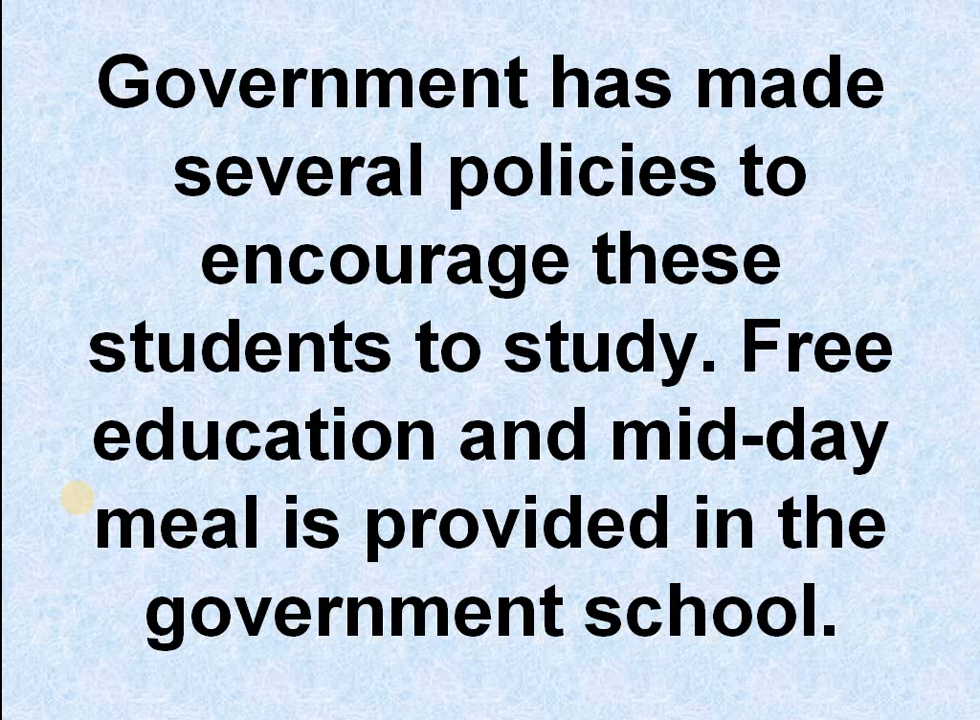 Government has made
several policies to
encourage these
students to study. Free
education and mid-day
meal is provided in the
government school.